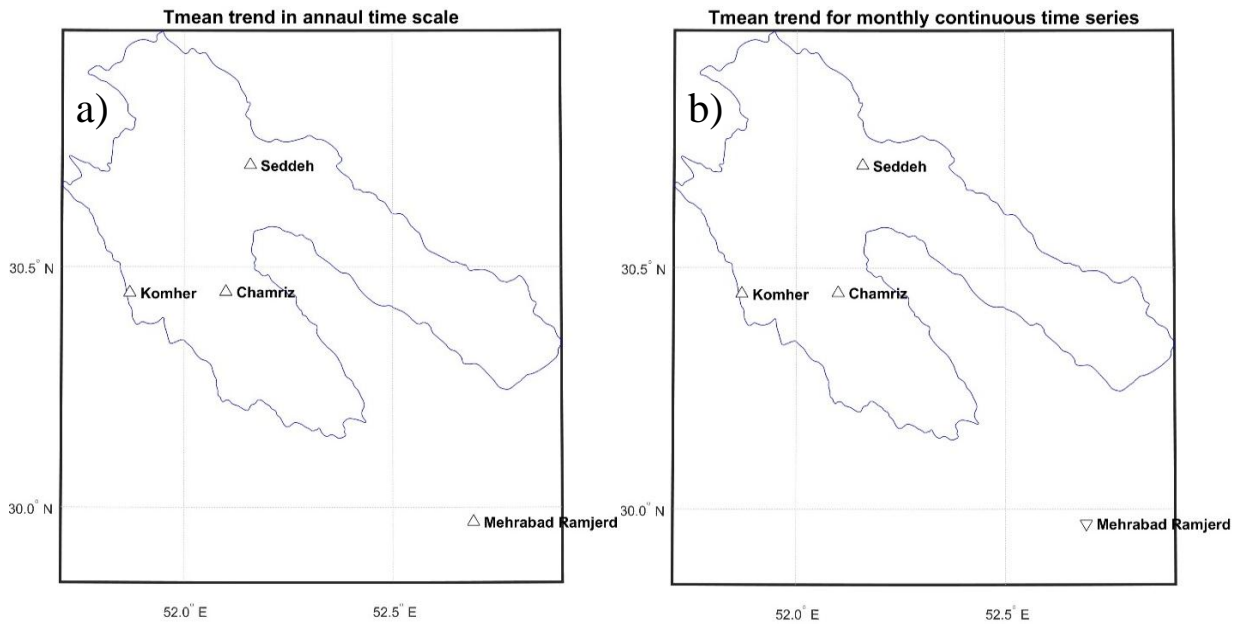 Tmean trend in annaul time scale
a)
Seddeh
30.5° N
Komher
Chamriz
30.0° N
Mehrabad Ramjerd
52.0° E
52.5° E
Tmean trend for monthly continuous time series
b)
Seddeh
30.5° N
Komher
Chamriz
30.0° N
Mehrabad Ramjerd
52.0° E
52.5° E